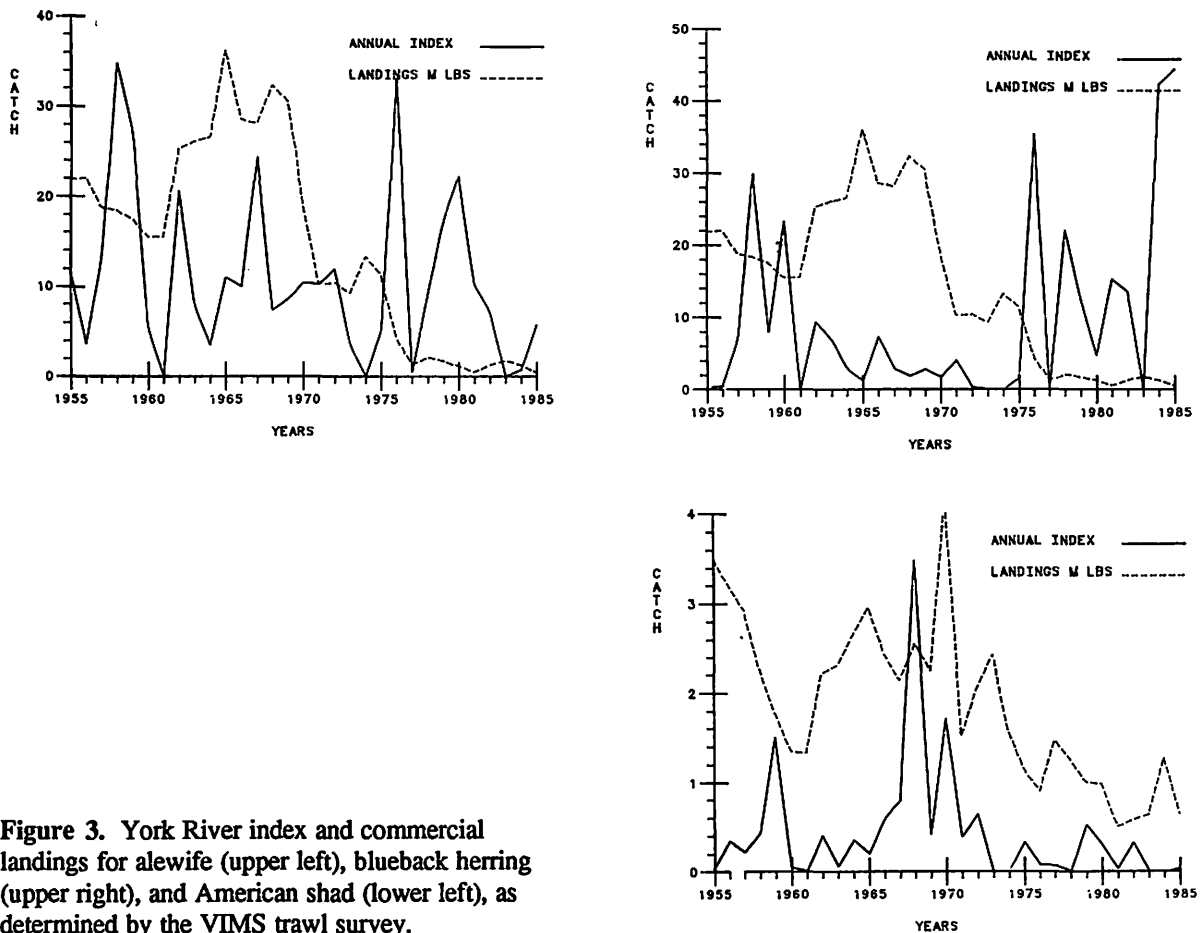 40
30
20
10
0
CATCH
ANNUAL INDEX
LANDINGS M LBS
1955 1960 1965 1970 1975 1980 1985
YEARS
50
40
30
20
10
0
CATCH
ANNUAL INDEX
LANDINGS M LBS
1955 1960 1965 1970 1975 1980 1985
YEARS
4
3
2
1
0
CATCH
ANNUAL INDEX
LANDINGS M LBS
1955 1960 1965 1970 1975 1980 1985
YEARS
Figure 3. York River index and commercial
landings for alewife (upper left), blueback herring
(upper right), and American shad (lower left), as
determined by the VIMS trawl survey.